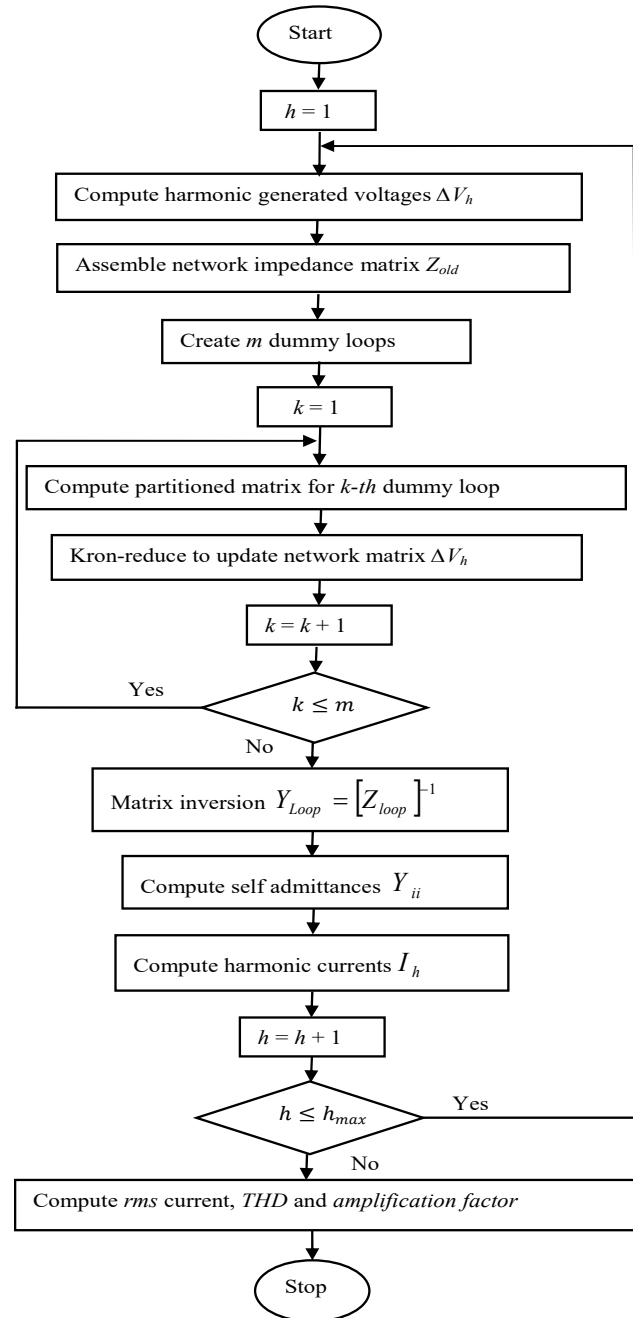 Start
h = 1
Compute harmonic generated voltages ΔV_h
Assemble network impedance matrix Z_old
Create m dummy loops
k = 1
Compute partitioned matrix for k-th dummy loop
Kron-reduce to update network matrix ΔV_h
k = k + 1
Yes
k ≤ m
No
Matrix inversion Y_Loop = [Z_loop]^−1
Compute self admittances Y_ii
Compute harmonic currents I_h
h = h + 1
h ≤ h_max
Yes
No
Compute rms current, THD and amplification factor
Stop